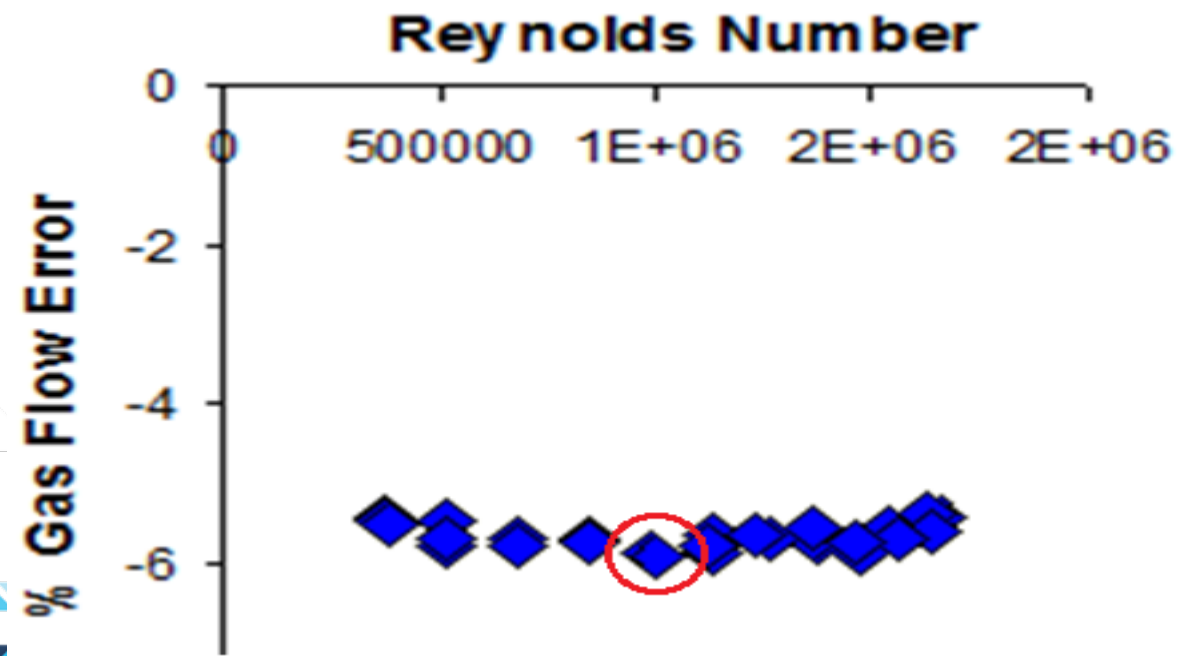 Reynolds Number
0
0 500000 1E+06 2E+06 2E+06
-2
-4
-6
% Gas Flow Error